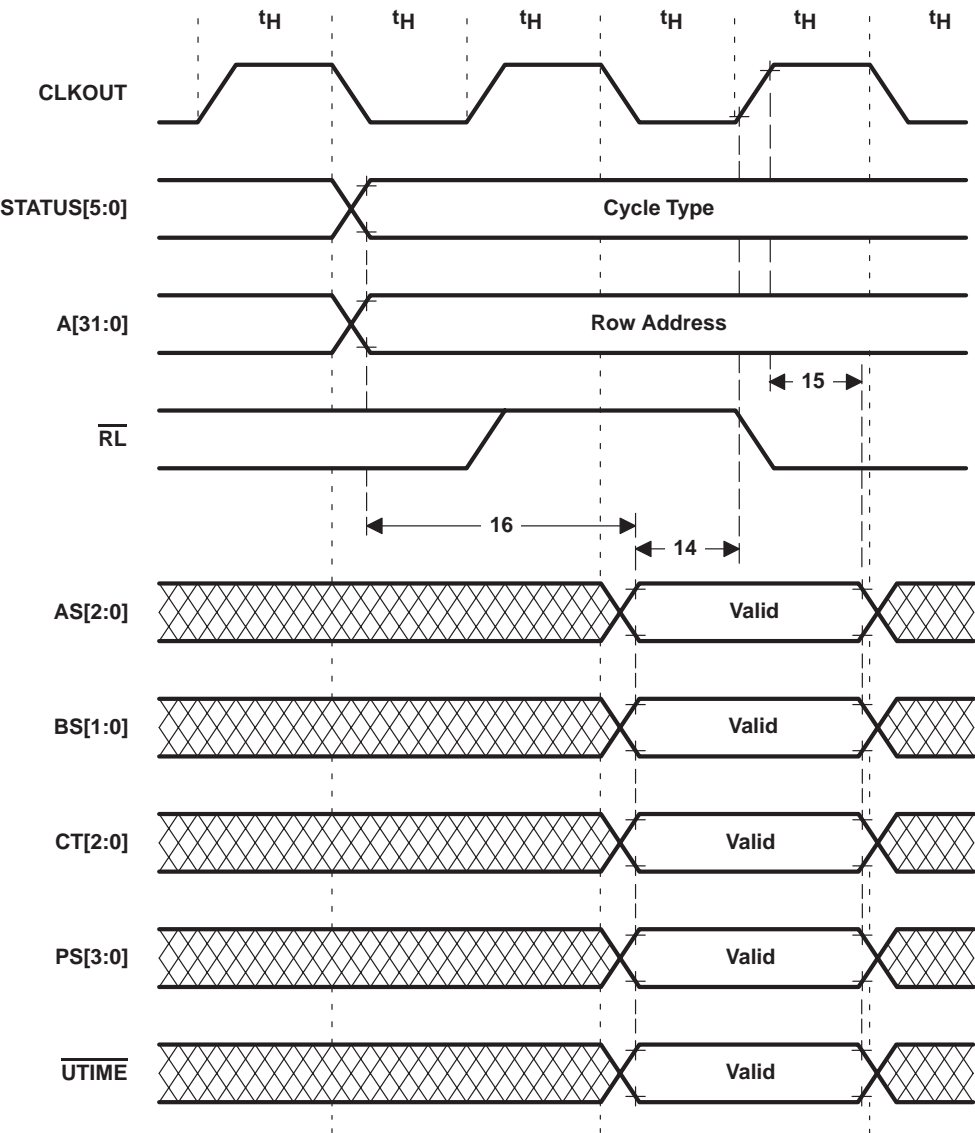 tH tH tH tH tH tH
CLKOUT
STATUS[5:0] Cycle Type
A[31:0] Row Address
15
RL
16
14
AS[2:0] Valid
BS[1:0] Valid
CT[2:0] Valid
PS[3:0] Valid
UTIME Valid